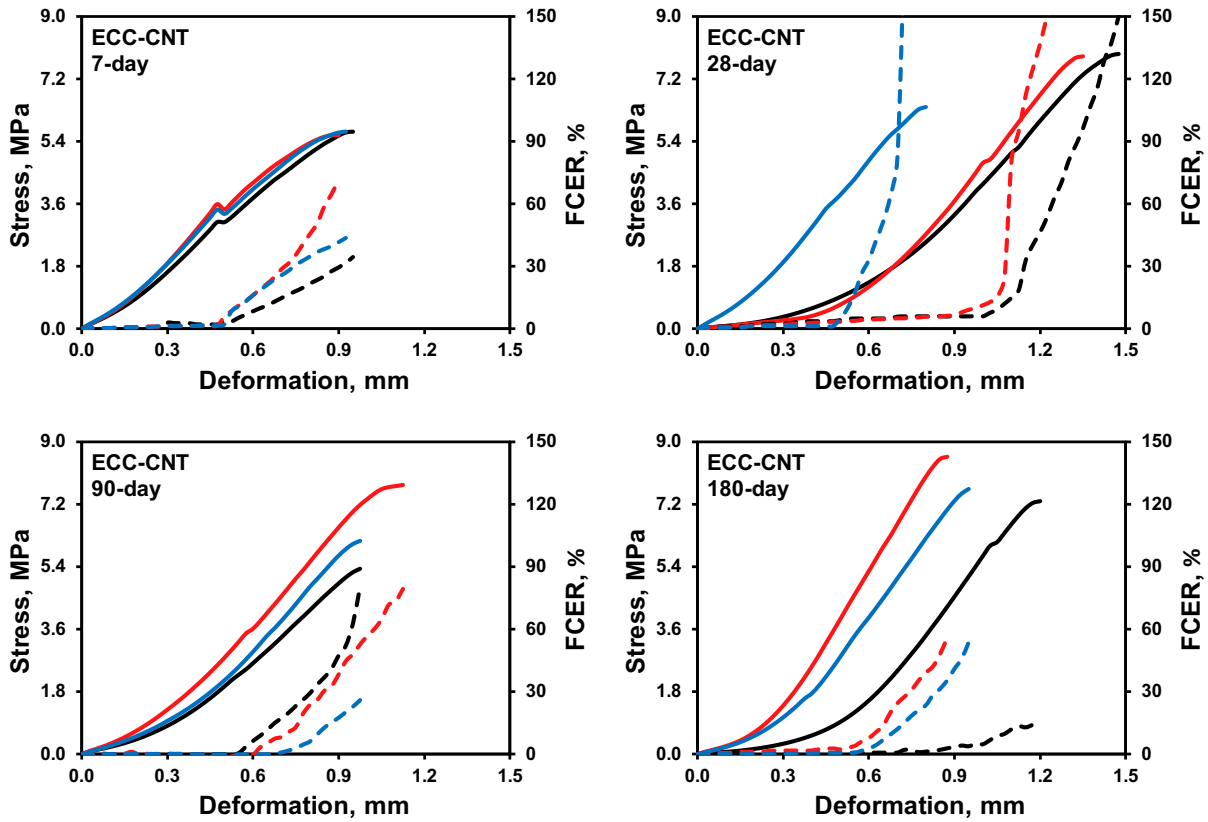 ECC-CNT
7-day
9.0
7.2
5.4
3.6
1.8
0.0
150
120
90
60
30
0
0.0 0.3 0.6 0.9 1.2 1.5
Stress, MPa
FCER, %
Deformation, mm
ECC-CNT
28-day
9.0
7.2
5.4
3.6
1.8
0.0
150
120
90
60
30
0
0.0 0.3 0.6 0.9 1.2 1.5
Stress, MPa
FCER, %
Deformation, mm
ECC-CNT
90-day
9.0
7.2
5.4
3.6
1.8
0.0
150
120
90
60
30
0
0.0 0.3 0.6 0.9 1.2 1.5
Stress, MPa
FCER, %
Deformation, mm
ECC-CNT
180-day
9.0
7.2
5.4
3.6
1.8
0.0
150
120
90
60
30
0
0.0 0.3 0.6 0.9 1.2 1.5
Stress, MPa
FCER, %
Deformation, mm